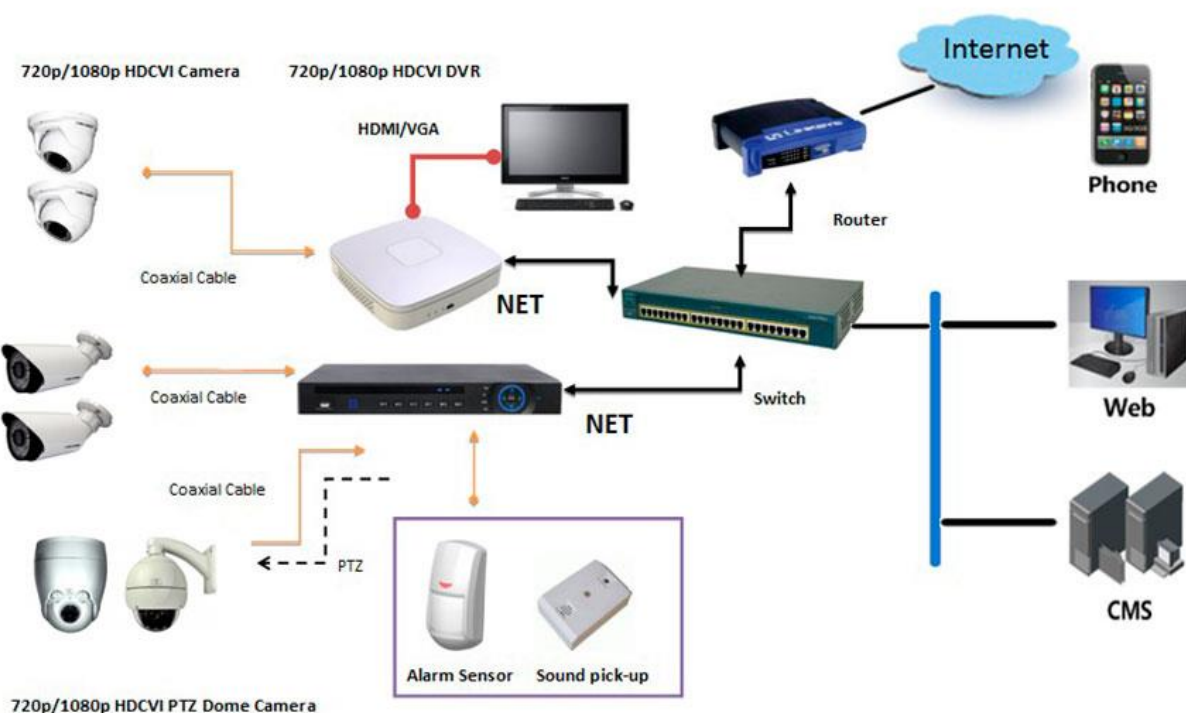 Internet
720p/1080p HDCVI Camera
720p/1080p HDCVI DVR
HDMI/VGA
Linksys
Phone
Router
Coaxial Cable
NET
Coaxial Cable
Switch
Web
NET
Coaxial Cable
PTZ
CMS
Alarm Sensor
Sound pick-up
720p/1080p HDCVI PTZ Dome Camera